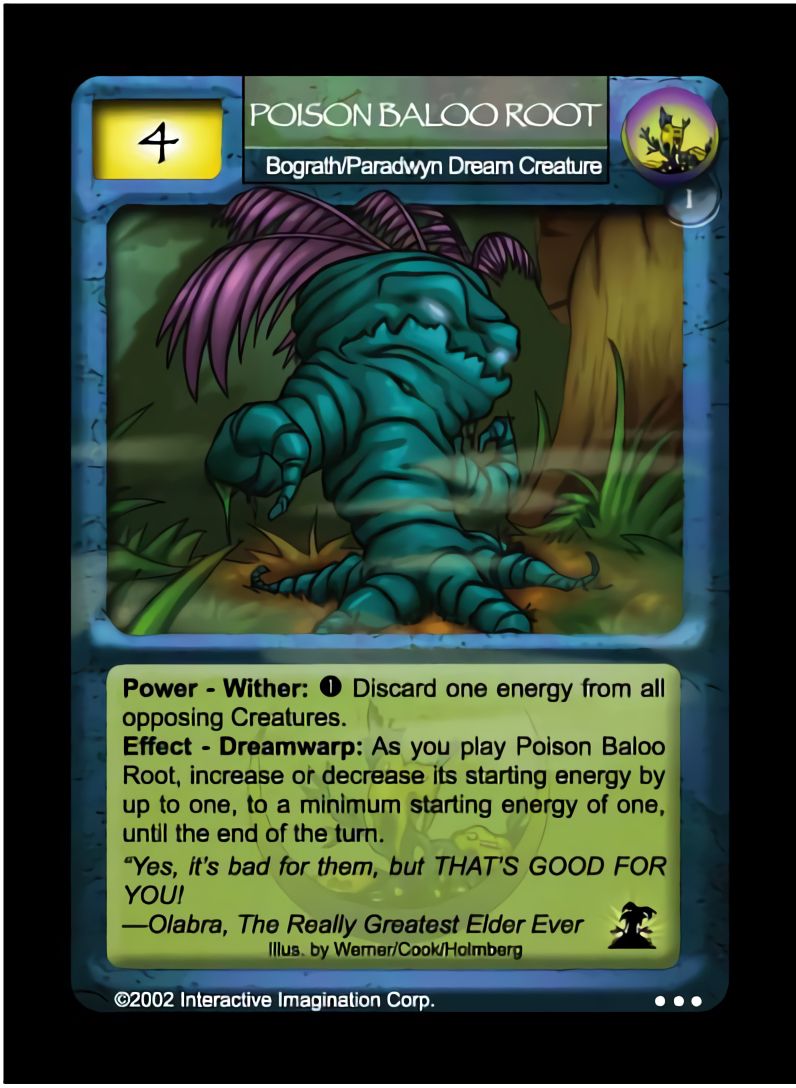 4
POISON BALOO ROOT
Bograth/Paradwyn Dream Creature
1
Power - Wither: ❶ Discard one energy from all
opposing Creatures.
Effect - Dreamwarp: As you play Poison Baloo
Root, increase or decrease its starting energy by
up to one, to a minimum starting energy of one,
until the end of the turn.
“Yes, it's bad for them, but THAT'S GOOD FOR
YOU!
—Olabra, The Really Greatest Elder Ever
Illus. by Werner/Cook/Holmberg
©2002 Interactive Imagination Corp.